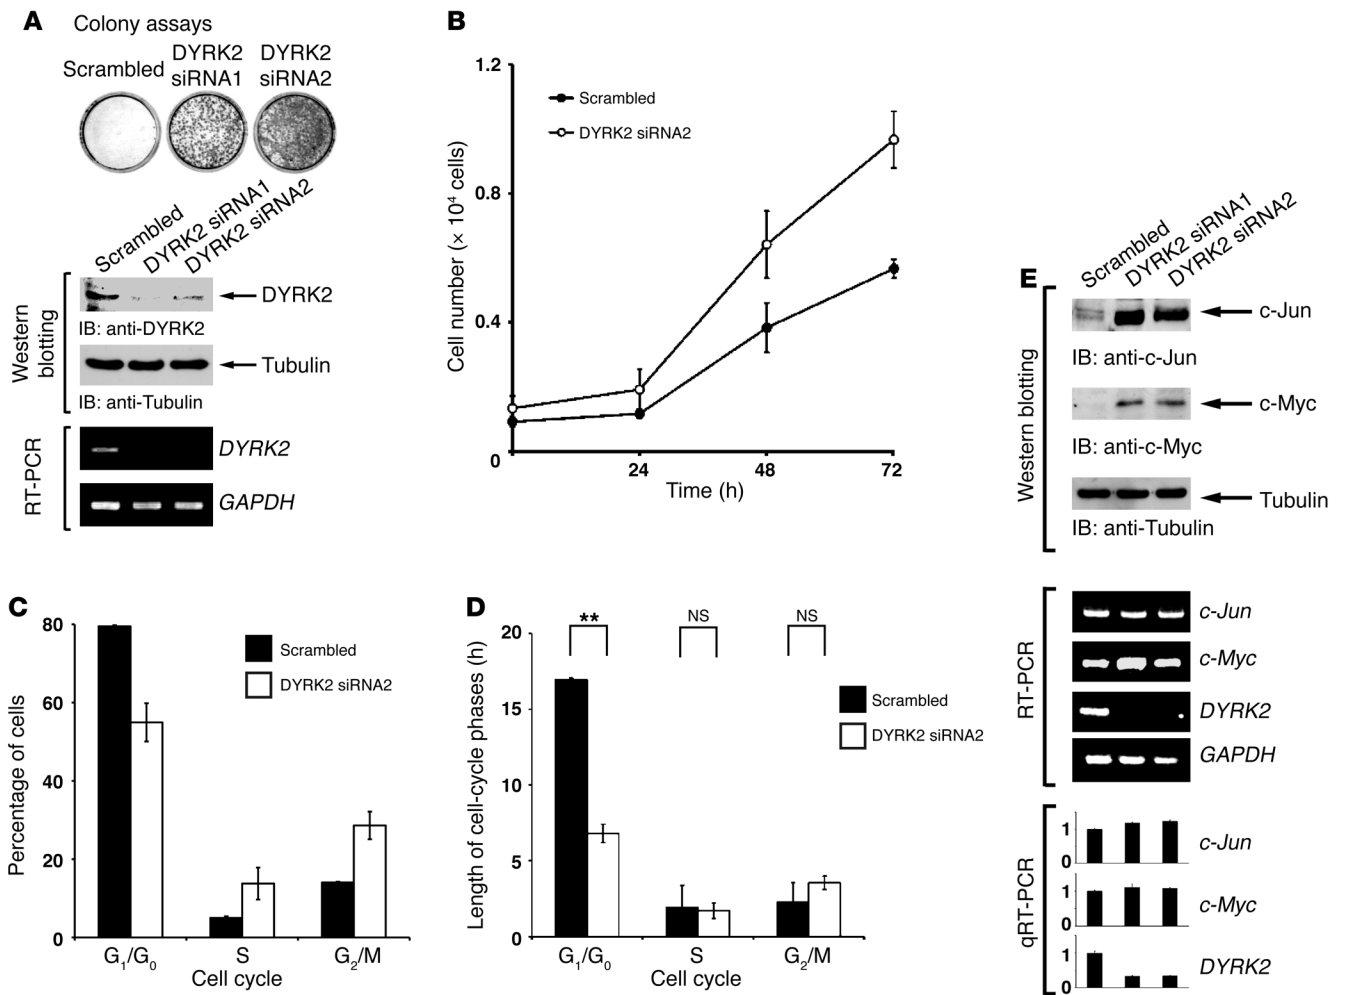 A
Colony assays
Scrambled
DYRK2
siRNA1
DYRK2
siRNA2
Scrambled
DYRK2 siRNA1
DYRK2 siRNA2
Western
blotting
DYRK2
IB: anti-DYRK2
Tubulin
IB: anti-Tubulin
RT-PCR
DYRK2
GAPDH
B
1.2
0.8
0.4
0
Cell number (× 10⁴ cells)
Scrambled
DYRK2 siRNA2
24
48
72
Time (h)
C
80
60
40
20
0
Percentage of cells
Scrambled
DYRK2 siRNA2
G₁/G₀
S
G₂/M
Cell cycle
D
20
15
10
5
0
Length of cell-cycle phases (h)
**
NS
NS
Scrambled
DYRK2 siRNA2
G₁/G₀
S
G₂/M
Cell cycle
E
Scrambled
DYRK2 siRNA1
DYRK2 siRNA2
Western blotting
c-Jun
IB: anti-c-Jun
c-Myc
IB: anti-c-Myc
Tubulin
IB: anti-Tubulin
RT-PCR
c-Jun
c-Myc
DYRK2
GAPDH
qRT-PCR
1
0
c-Jun
1
0
c-Myc
1
0
DYRK2